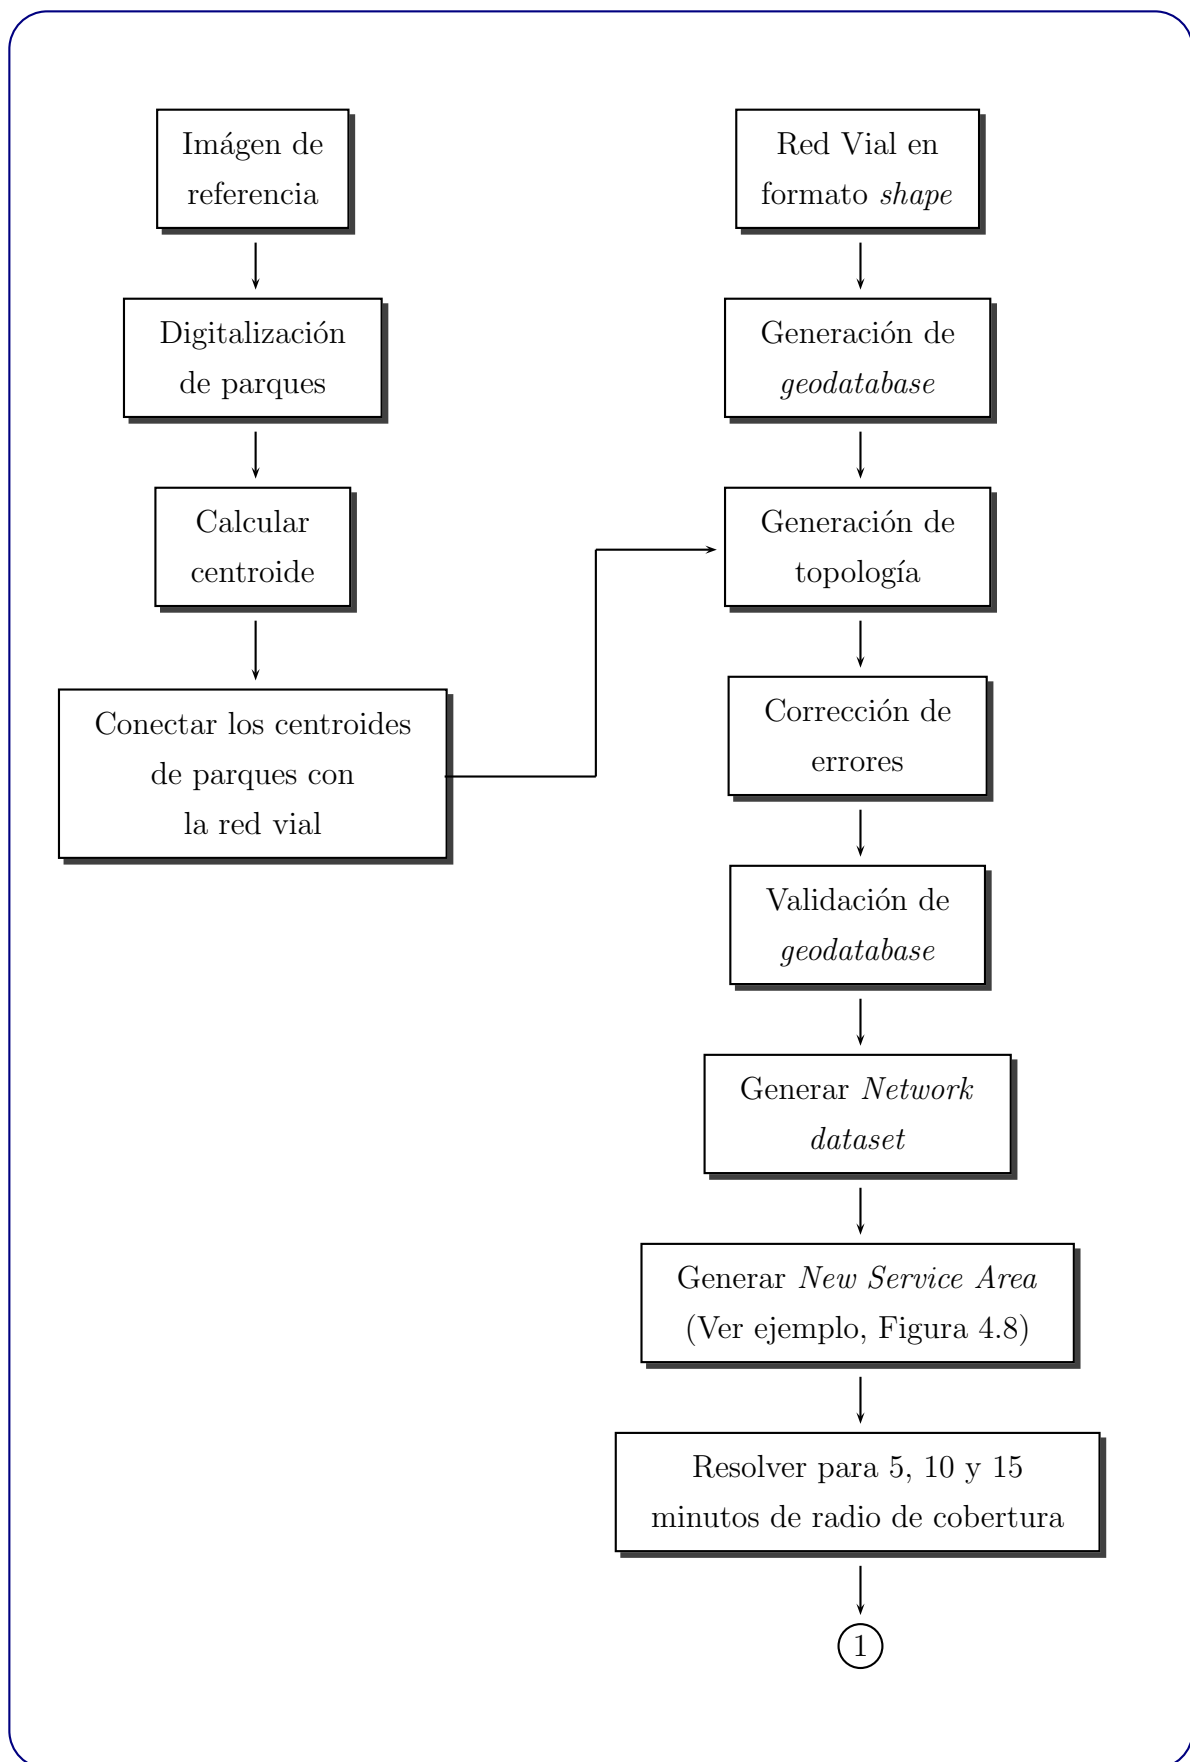 Imágen de
referencia
Digitalización
de parques
Calcular
centroide
Conectar los centroides
de parques con
la red vial
Red Vial en
formato shape
Generación de
geodatabase
Generación de
topología
Corrección de
errores
Validación de
geodatabase
Generar Network
dataset
Generar New Service Area
(Ver ejemplo, Figura 4.8)
Resolver para 5, 10 y 15
minutos de radio de cobertura
1